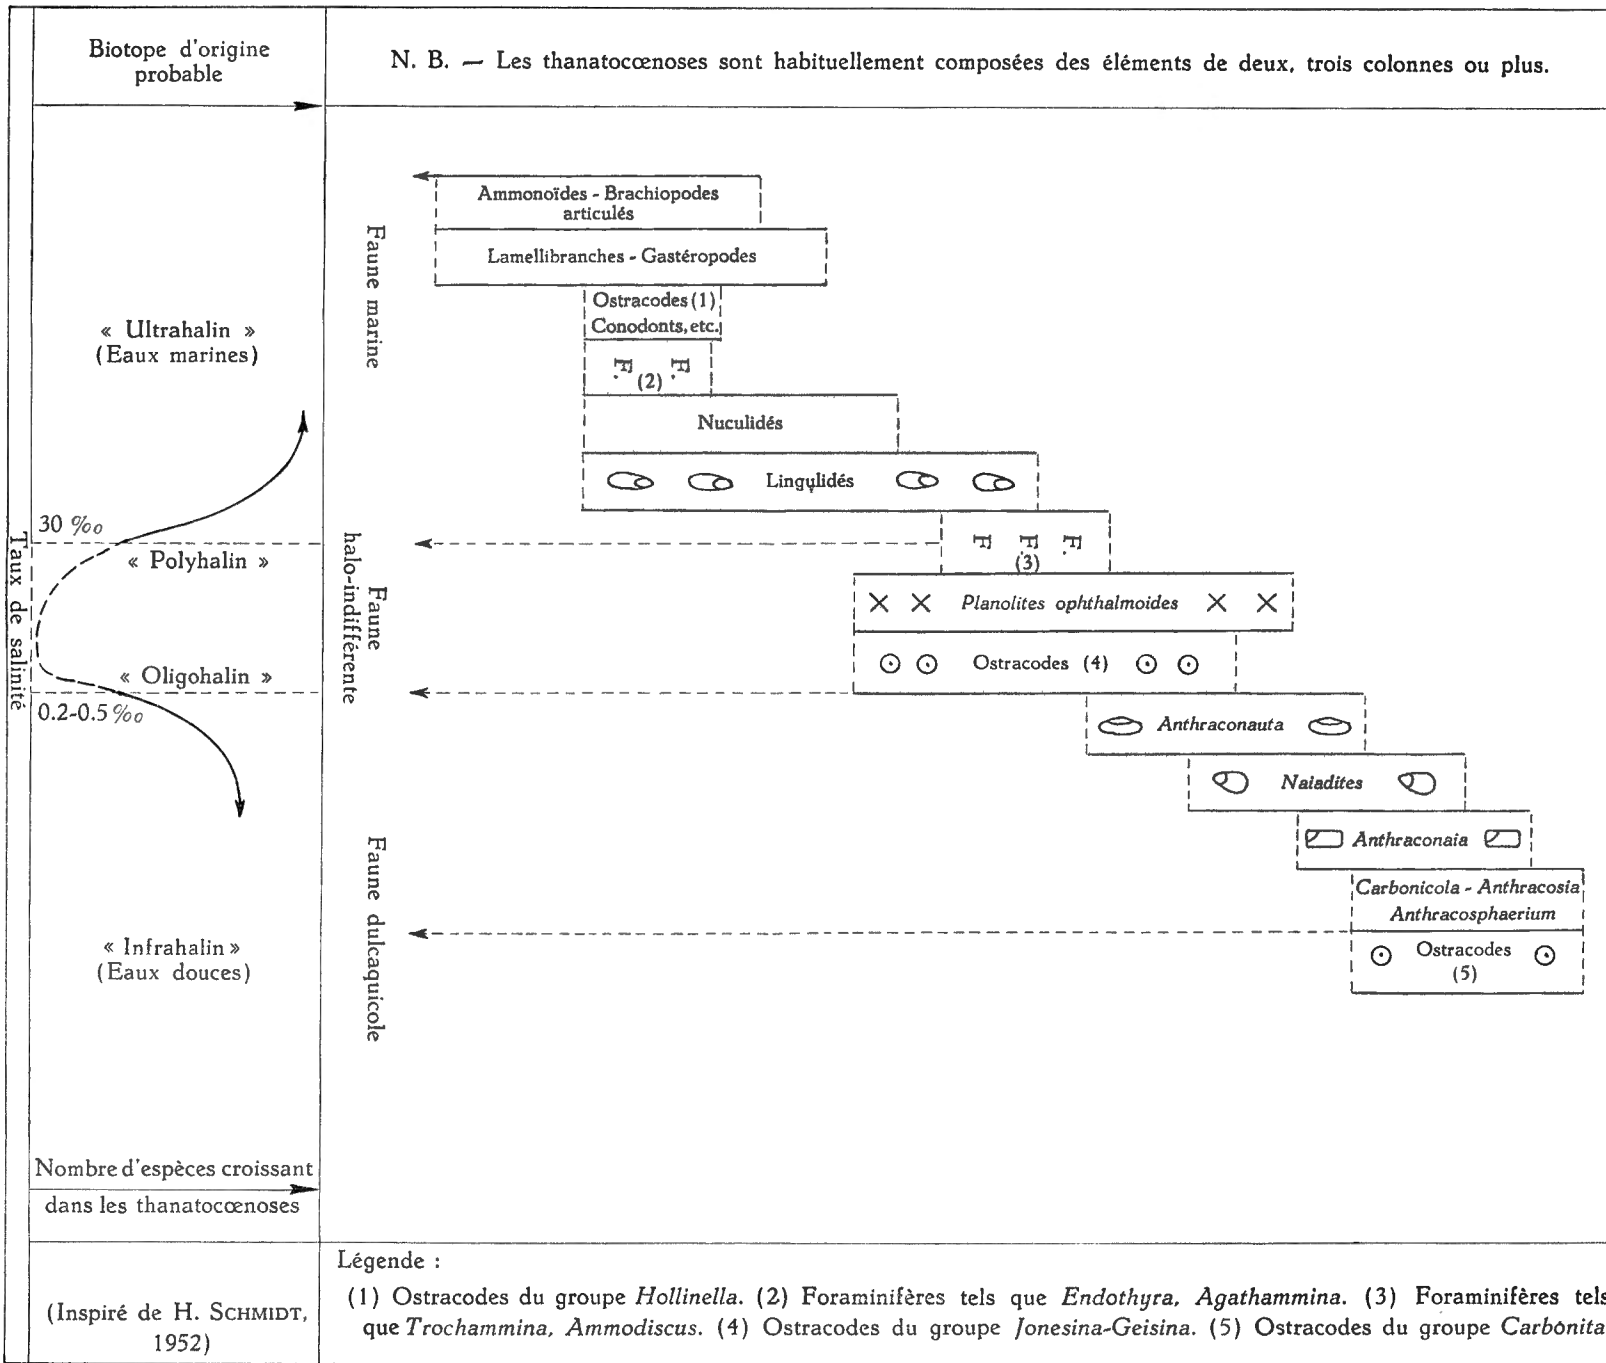 Biotope d'origine
probable
N. B. — Les thanatocœnoses sont habituellement composées des éléments de deux, trois colonnes ou plus.
Taux de salinité
« Ultrahalin »
(Eaux marines)
30 ‰
« Polyhalin »
« Oligohalin »
0.2-0.5 ‰
« Infrahalin »
(Eaux douces)
Nombre d'espèces croissant
dans les thanatocœnoses
Faune marine
Faune
halo-indifférente
Faune dulcaquicole
Ammonoïdes - Brachiopodes
articulés
Lamellibranches - Gastéropodes
Ostracodes (1)
Conodonts, etc.
F. F.
(2)
Nuculidés
Lingulidés
F F. F.
(3)
Planolites ophthalmoides
Ostracodes (4)
Anthraconauta
Naiadites
Anthraconaia
Carbonicola - Anthracosia
Anthracosphaerium
Ostracodes
(5)
(Inspiré de H. SCHMIDT,
1952)
Légende :
(1) Ostracodes du groupe Hollinella. (2) Foraminifères tels que Endothyra, Agathammina. (3) Foraminifères tels
que Trochammina, Ammodiscus. (4) Ostracodes du groupe Jonesina-Geisina. (5) Ostracodes du groupe Carbonita